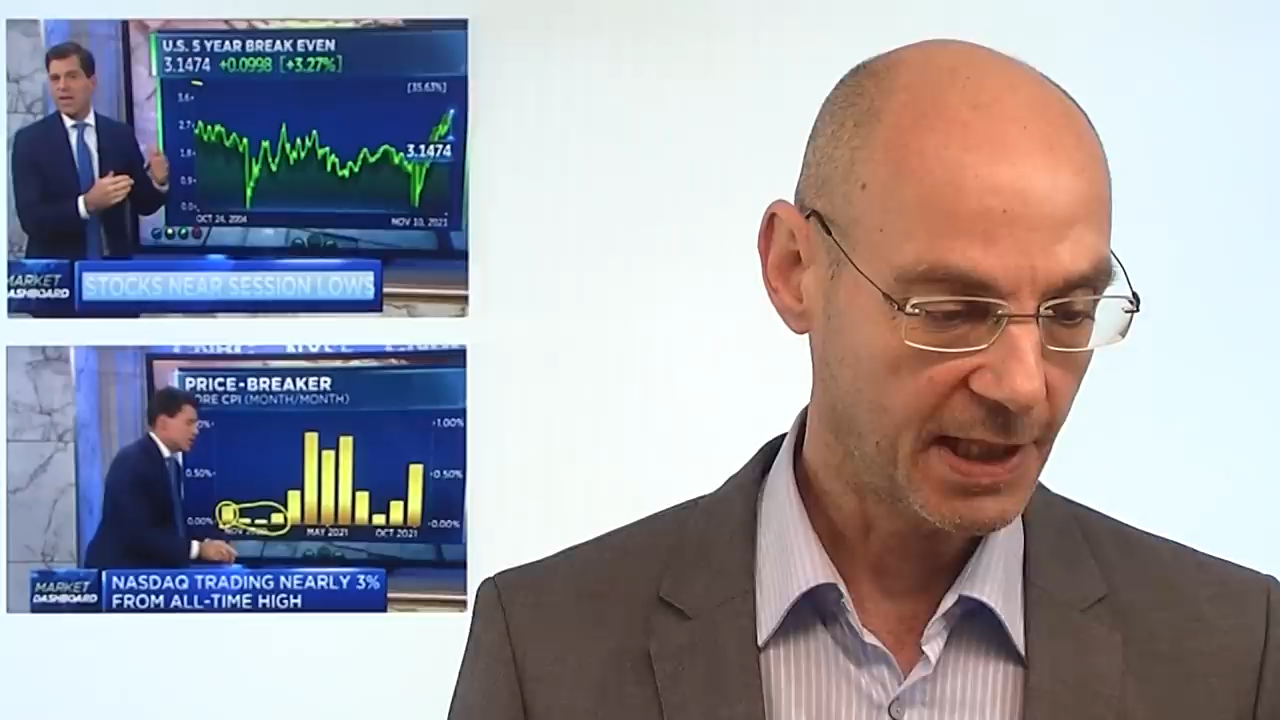 U.S. 5 YEAR BREAK EVEN
3.1474 +0.0998 [+3.27%]
[35.63%]
3.6
2.7
1.8
0.9
0.0
3.1474
OCT 26, 2004
NOV 10, 2021
MARKET
DASHBOARD
STOCKS NEAR SESSION LOWS
PRICE-BREAKER
ORE CPI (MONTH/MONTH)
1.00%
0.50%
0.50%
0.00%
0.00%
NOV
MAY 2021
OCT 2021
MARKET
DASHBOARD
NASDAQ TRADING NEARLY 3%
FROM ALL-TIME HIGH